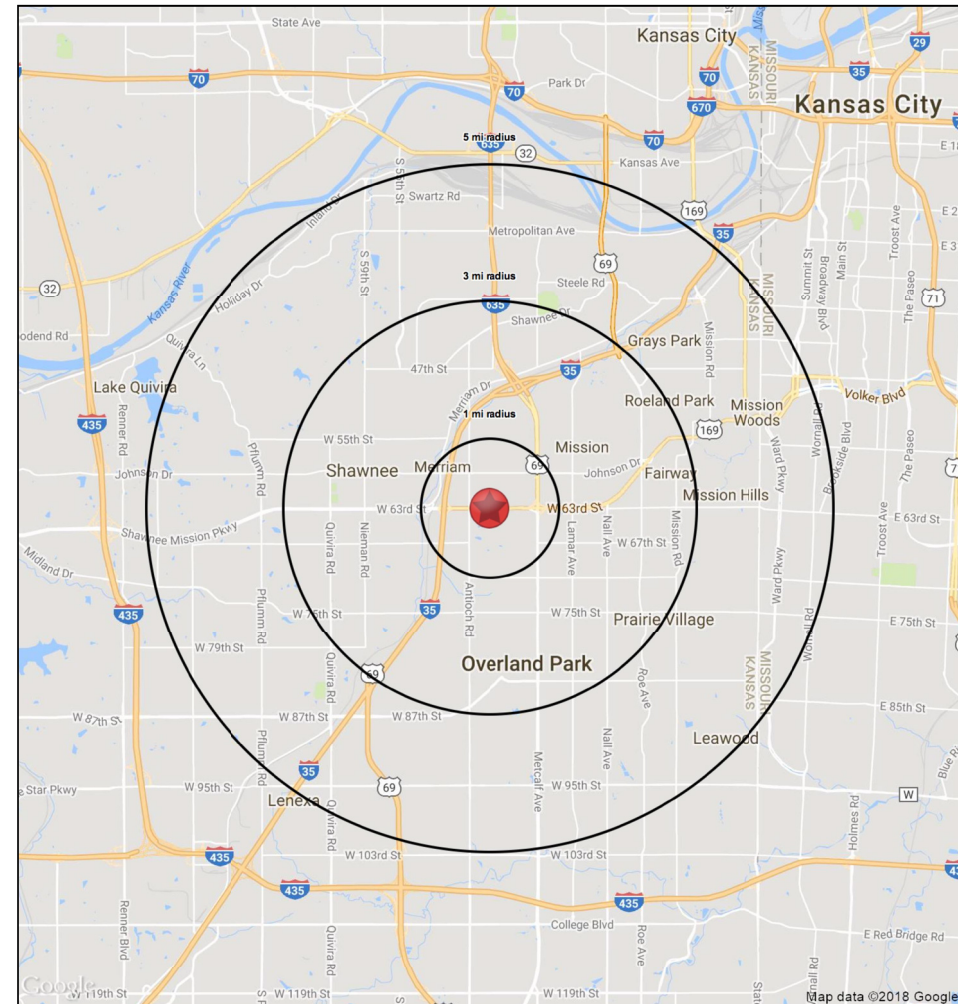 State Ave
Kansas City
MISSOURI
KANSAS
29
70
Park Dr
70
70
35
670
Kansas City
5 mi radius
635
32
70
Kansas Ave
S 55th St
Swartz Rd
Inland Dr
169
Metropolitan Ave
35
Troost Ave
S 59th St
69
3 mi radius
Steele Rd
Summit St
Broadway Blvd
Main St
The Paseo
32
Kansas River
Holiday Dr
635
Shawnee Dr
MISSOURI
KANSAS
71
Quivira Ln
Grays Park
Mission Rd
47th St
35
Lake Quivira
Merriam Dr
1 mi radius
Roeland Park
Mission
Woods
Volker Blvd
435
Renner Rd
169
Brookside Blvd
The Paseo
W 55th St
Mission
Pflumm Rd
Shawnee
Merriam
69
Johnson Dr
Fairway
Ward Pkwy
Johnson Dr
Mission Hills
W 63rd St
W 63rd St
E 63rd St
Shawnee Mission Pkwy
Quivira Rd
Nieman Rd
Lamar Ave
Nall Ave
W 67th St
Mission Rd
Troost Ave
Midland Dr
Ward Pkwy
435
Pflumm Rd
W 75th St
35
Antioch Rd
W 75th St
Prairie Village
E 75th St
W 79th St
Quivira Rd
69
Overland Park
Roe Ave
MISSOURI
KANSAS
W 87th St
W 87th St
W 87th St
E 85th St
Pflumm Rd
Nall Ave
Leawood
35
Metcalf Ave
W 95th St
69
W 95th St
W
Lenexa
Quivira Rd
Holmes Rd
W 103rd St
W 103rd St
435
435
435
Renner Blvd
Quivira Rd
College Blvd
Roe Ave
E Red Bridge Rd
Google
W 119th St
W 119th St
Map data ©2018 Google